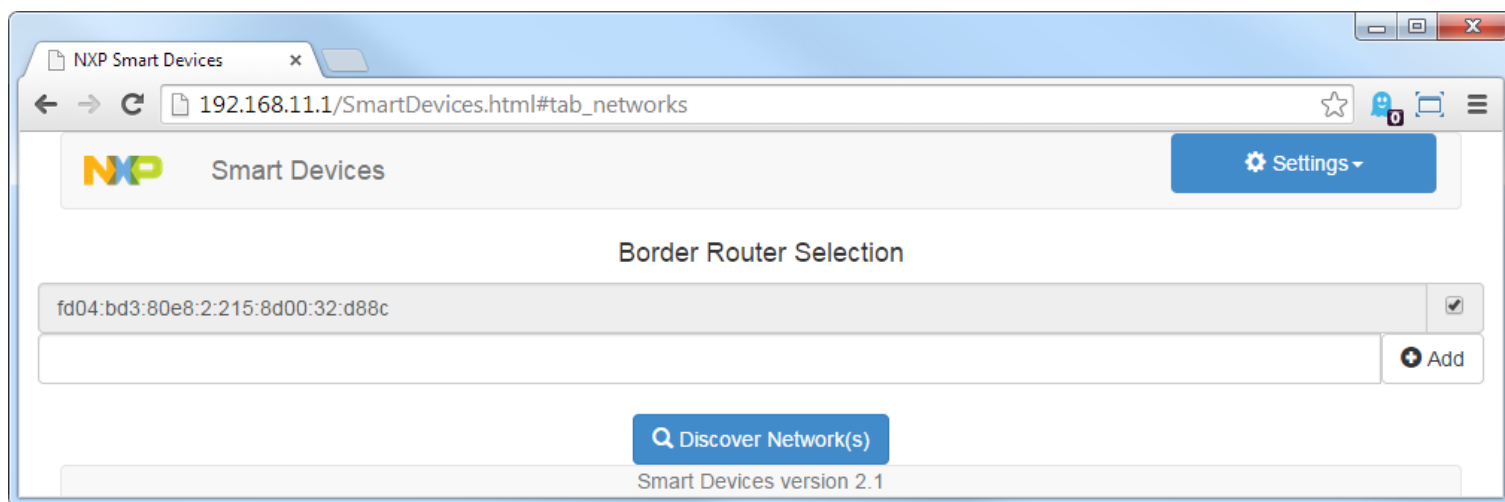 NXP Smart Devices
192.168.11.1/SmartDevices.html#tab_networks
0
NXP Smart Devices Settings
Border Router Selection
fd04:bd3:80e8:2:215:8d00:32:d88c
Add
Discover Network(s)
Smart Devices version 2.1